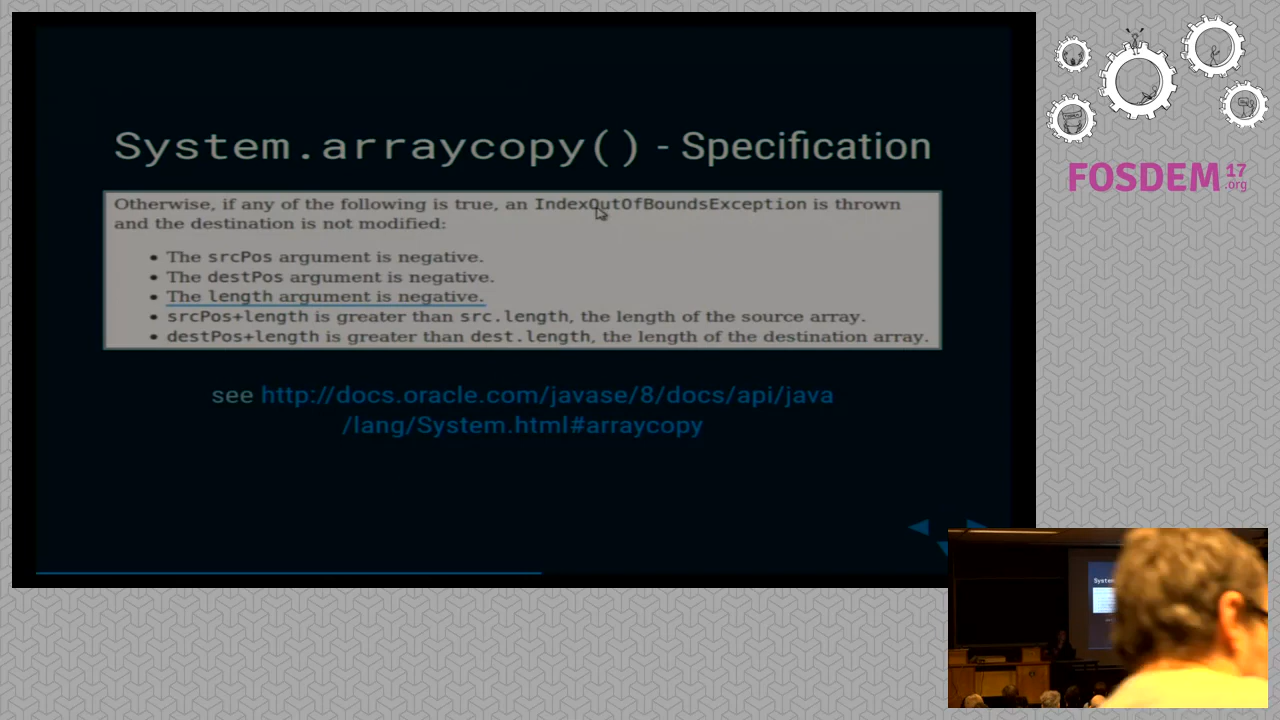 System.arraycopy() - Specification
Otherwise, if any of the following is true, an IndexOutOfBoundsException is thrown
and the destination is not modified:
• The srcPos argument is negative.
• The destPos argument is negative.
• The length argument is negative.
• srcPos+length is greater than src.length, the length of the source array.
• destPos+length is greater than dest.length, the length of the destination array.
see http://docs.oracle.com/javase/8/docs/api/java
/lang/System.html#arraycopy
FOSDEM 17
.org
System